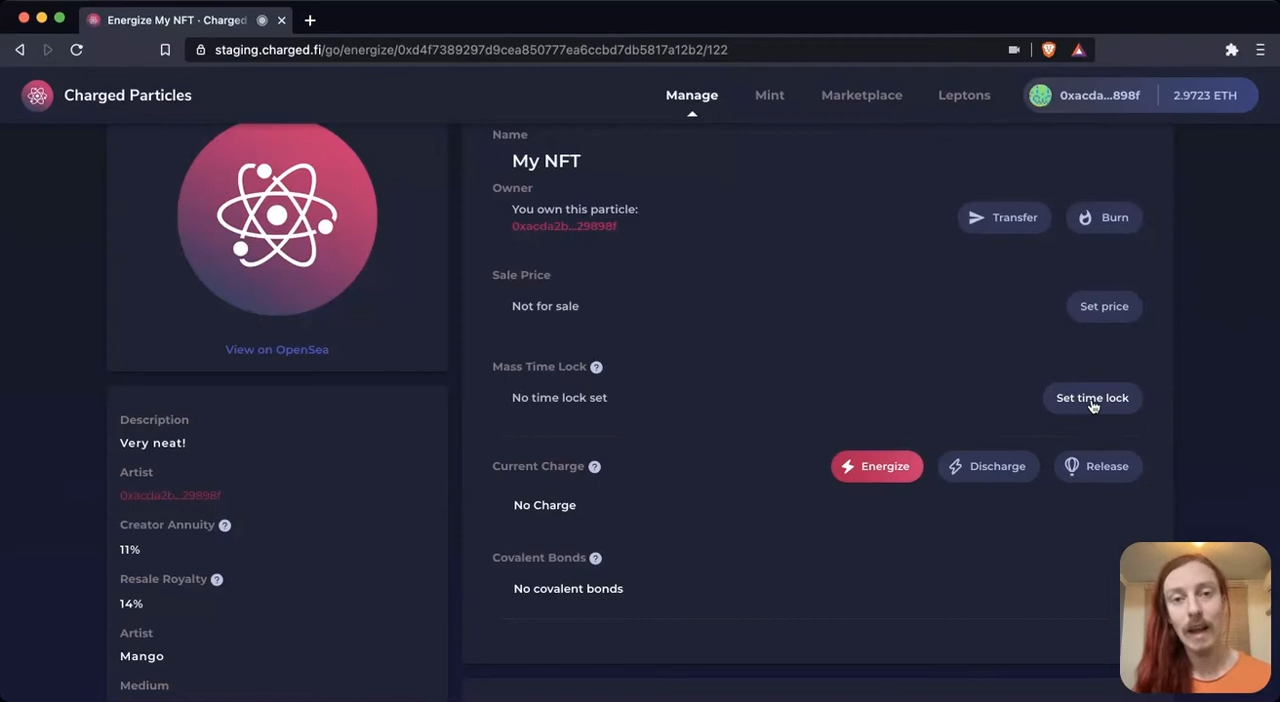 Energize My NFT · Charged
staging.charged.fi/go/energize/0xd4f7389297d9cea850777ea6ccbd7db5817a12b2/122
Charged Particles
Manage
Mint
Marketplace
Leptons
0xacda...898f
2.9723 ETH
View on OpenSea
Description
Very neat!
Artist
0xacda2b...29898f
Creator Annuity ?
11%
Resale Royalty ?
14%
Artist
Mango
Medium
Name
My NFT
Owner
You own this particle:
0xacda2b...29898f
Transfer
Burn
Sale Price
Not for sale
Set price
Mass Time Lock ?
No time lock set
Set time lock
Current Charge ?
Energize
Discharge
Release
No Charge
Covalent Bonds ?
No covalent bonds